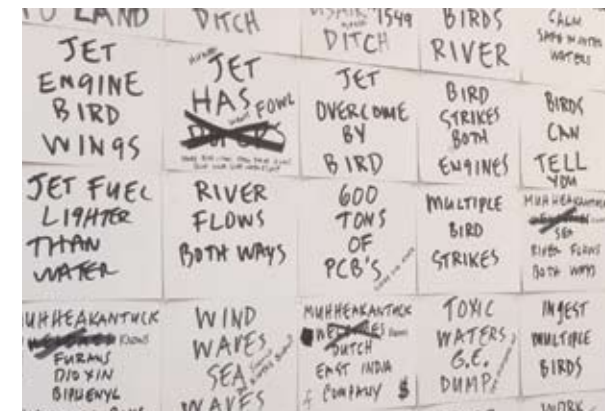 TO LAND
DITCH
1549
DITCH
BIRDS
RIVER
CALM
WATERS
JET
ENGINE
BIRD
WINGS
JET
HAS
FOWL
JET
OVERCOME
BY
BIRD
BIRD
STRIKES
BOTH
ENGINES
BIRDS
CAN
TELL
YOU
JET FUEL
LIGHTER
THAN
WATER
RIVER
FLOWS
BOTH WAYS
600
TONS
OF
PCB'S
MULTIPLE
BIRD
STRIKES
MUHHEAKANTUCK
SEA
RIVER FLOWS
BOTH WAYS
MUHHEAKANTUCK
KNOWS
FURANS
DIOXIN
BIPHENYL
WIND
WAVES
SEA
WAVES
MUHHEAKANTUCK
DUTCH
EAST INDIA
COMPANY $
TOXIC
WATERS,
G.E.
DUMP
INGEST
MULTIPLE
BIRDS
WORK